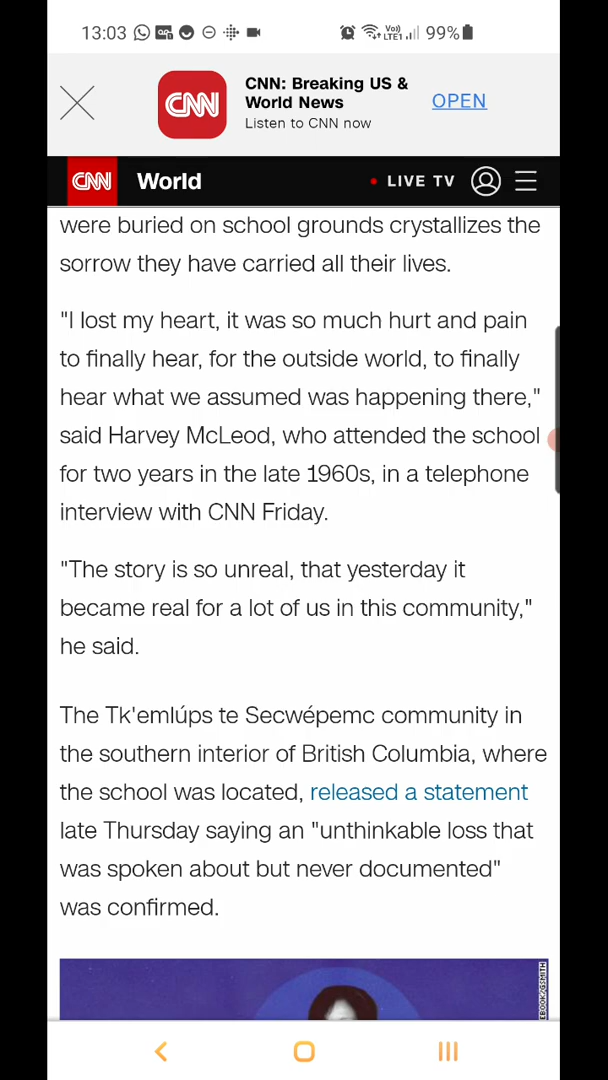 13:03
Vo))
LTE1
99%
CNN
CNN: Breaking US &
World News
Listen to CNN now
OPEN
CNN
World
LIVE TV
were buried on school grounds crystallizes the
sorrow they have carried all their lives.
"I lost my heart, it was so much hurt and pain
to finally hear, for the outside world, to finally
hear what we assumed was happening there,"
said Harvey McLeod, who attended the school
for two years in the late 1960s, in a telephone
interview with CNN Friday.
"The story is so unreal, that yesterday it
became real for a lot of us in this community,"
he said.
The Tk'emlúps te Secwépemc community in
the southern interior of British Columbia, where
the school was located, released a statement
late Thursday saying an "unthinkable loss that
was spoken about but never documented"
was confirmed.